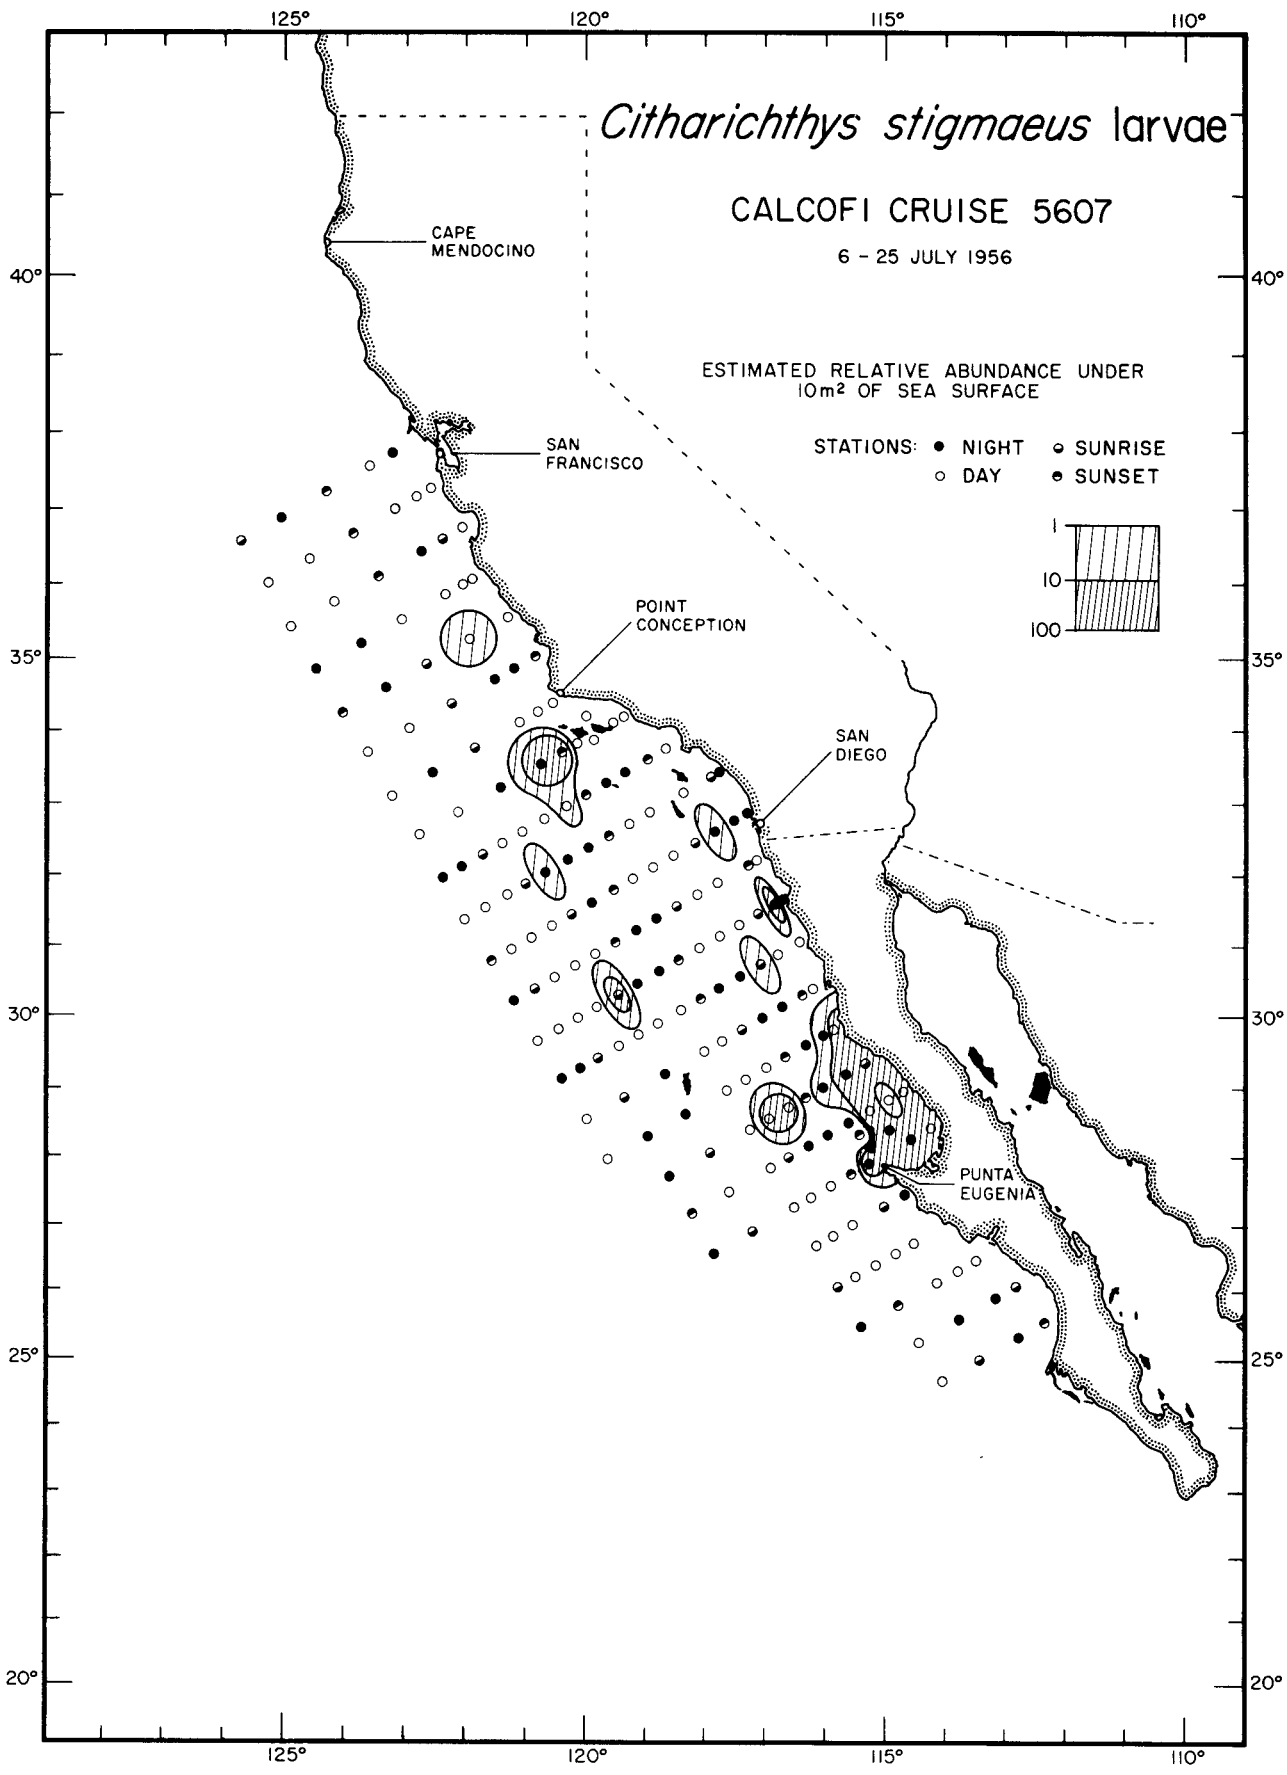 125° 120° 115° 110°
Citharichthys stigmaeus larvae
CALCOFI CRUISE 5607
6 - 25 JULY 1956
CAPE
MENDOCINO
40° 40°
ESTIMATED RELATIVE ABUNDANCE UNDER
10m² OF SEA SURFACE
STATIONS: NIGHT SUNRISE
DAY SUNSET
SAN
FRANCISCO
1
10
100
POINT
CONCEPTION
35° 35°
SAN
DIEGO
30° 30°
PUNTA
EUGENIA
25° 25°
20° 20°
125° 120° 115° 110°